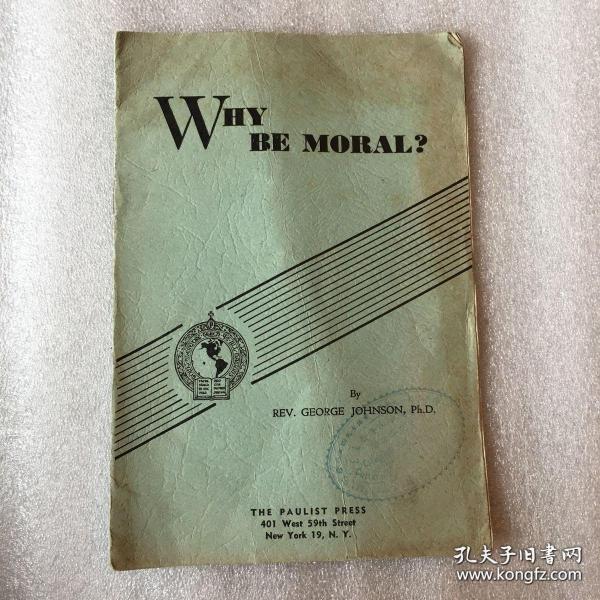 WHY
BE MORAL?
By
REV. GEORGE JOHNSON, Ph.D.
THE PAULIST PRESS
401 West 59th Street
New York 19, N. Y.
孔夫子旧书网
www.kongfz.com